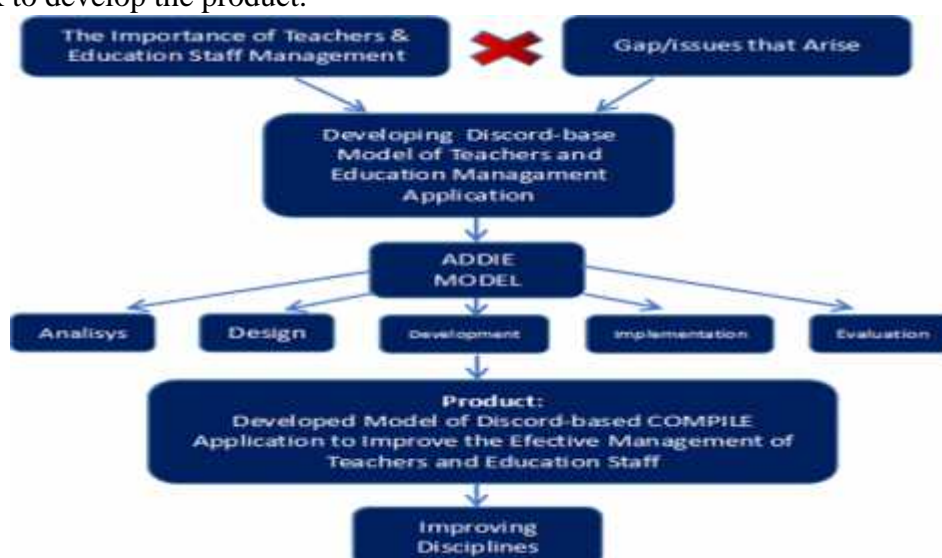 to develop the product.
The Importance of Teachers &
Education Staff Management
Gap/issues that Arise
Developing Discord-base
Model of Teachers and
Education Managament
Application
ADDIE
MODEL
Analisys
Design
Development
Implementation
Evaluation
Product:
Developed Model of Discord-based COMPILE
Application to Improve the Efective Management of
Teachers and Education Staff
Improving
Disciplines